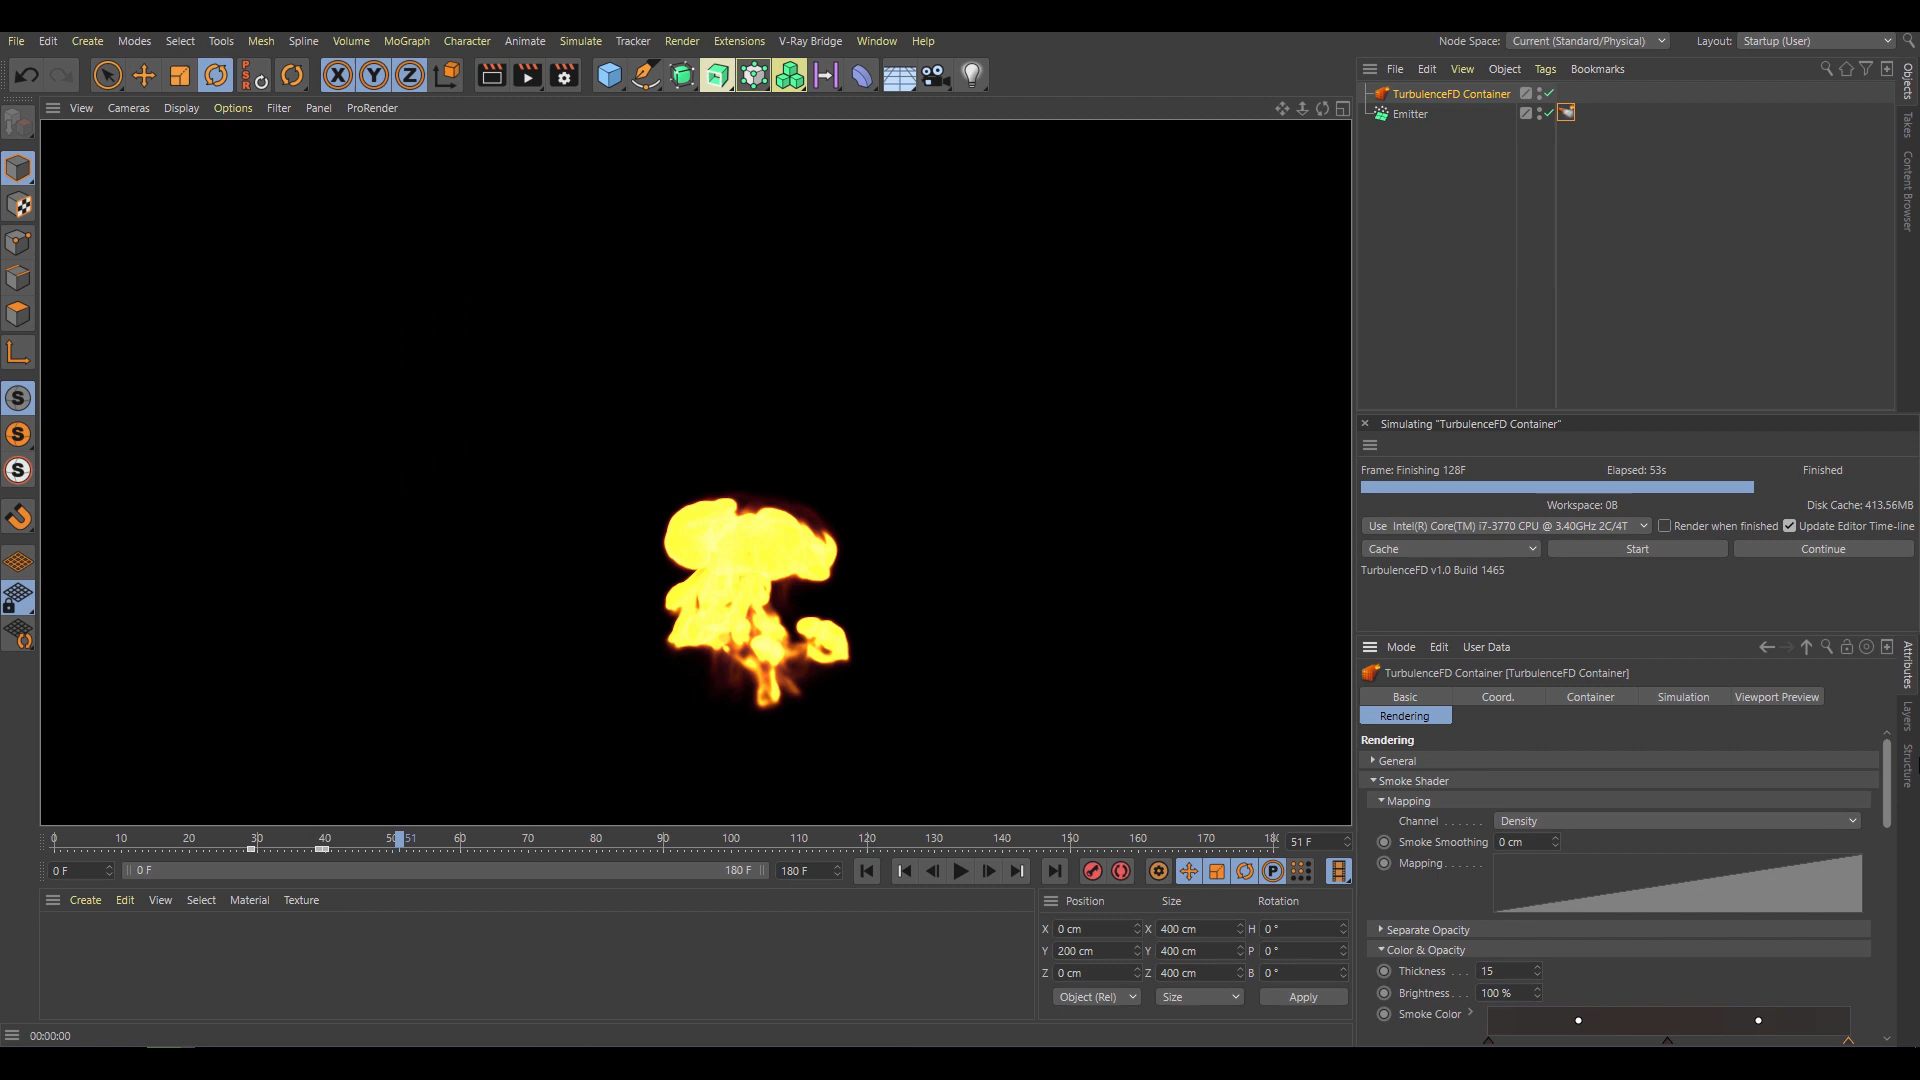 File Edit Create Modes Select Tools Mesh Spline Volume MoGraph Character Animate Simulate Tracker Render Extensions V-Ray Bridge Window Help
Node Space: Current (Standard/Physical) Layout: Startup (User)
PSR X Y Z
File Edit View Object Tags Bookmarks
View Cameras Display Options Filter Panel ProRender
TurbulenceFD Container
Emitter
Objects
Takes
Content Browser
S
S
S
Simulating "TurbulenceFD Container"
Frame: Finishing 128F Elapsed: 53s Finished
Workspace: 0B Disk Cache: 413.56MB
Use Intel(R) Core(TM) i7-3770 CPU @ 3.40GHz 2C/4T Render when finished Update Editor Time-line
Cache Start Continue
TurbulenceFD v1.0 Build 1465
Mode Edit User Data
TurbulenceFD Container [TurbulenceFD Container]
Basic Coord. Container Simulation Viewport Preview
Rendering
Rendering
General
Smoke Shader
Mapping
Channel . . . . . . Density
Smoke Smoothing 0 cm
Mapping. . . . . .
Separate Opacity
Color & Opacity
Thickness . . . 15
Brightness. . . 100 %
Smoke Color
Attributes
Layers
Structure
0 10 20 30 40 50 51 60 70 80 90 100 110 120 130 140 150 160 170 180 51 F
0 F 0 F 180 F 180 F P
Create Edit View Select Material Texture
Position Size Rotation
X 0 cm X 400 cm H 0 °
Y 200 cm Y 400 cm P 0 °
Z 0 cm Z 400 cm B 0 °
Object (Rel) Size Apply
00:00:00